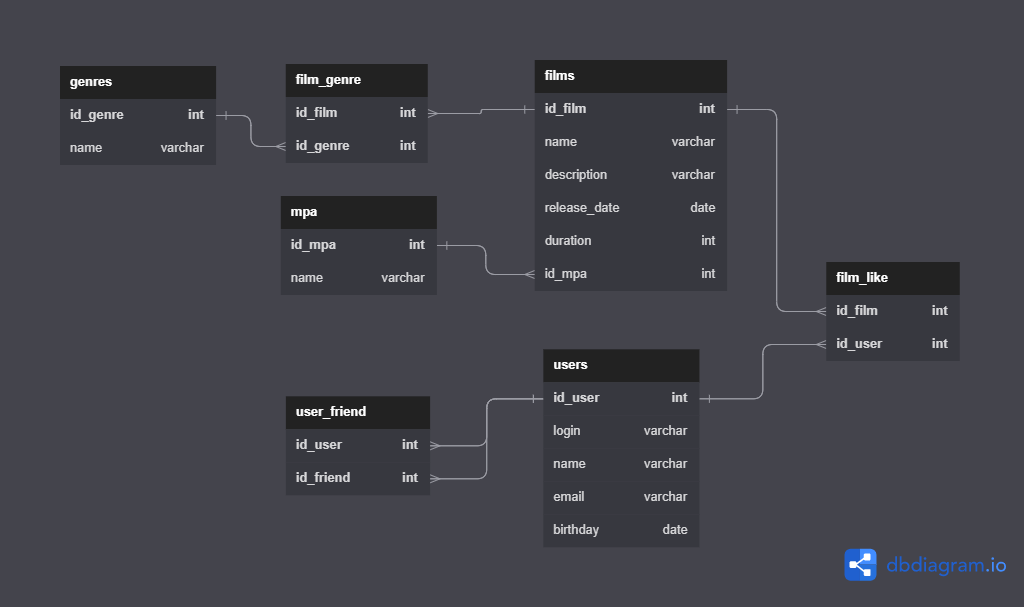 genres
id_genre int
name varchar
film_genre
id_film int
id_genre int
films
id_film int
name varchar
description varchar
release_date date
duration int
id_mpa int
mpa
id_mpa int
name varchar
film_like
id_film int
id_user int
users
id_user int
login varchar
name varchar
email varchar
birthday date
user_friend
id_user int
id_friend int
dbdiagram.io